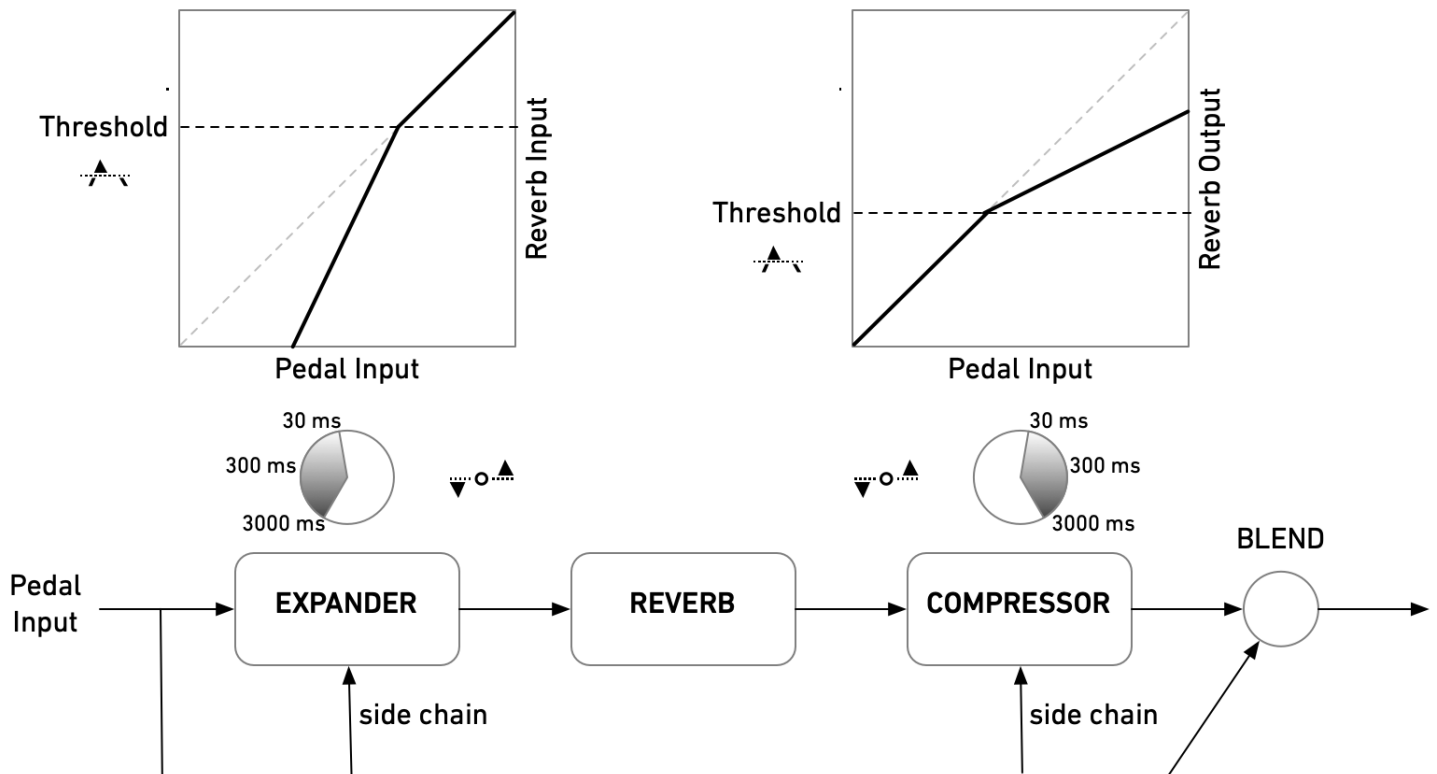 Threshold
Reverb Input
Pedal Input
Threshold
Reverb Output
Pedal Input
30 ms
300 ms
3000 ms
30 ms
300 ms
3000 ms
BLEND
Pedal
Input
EXPANDER
REVERB
COMPRESSOR
side chain
side chain